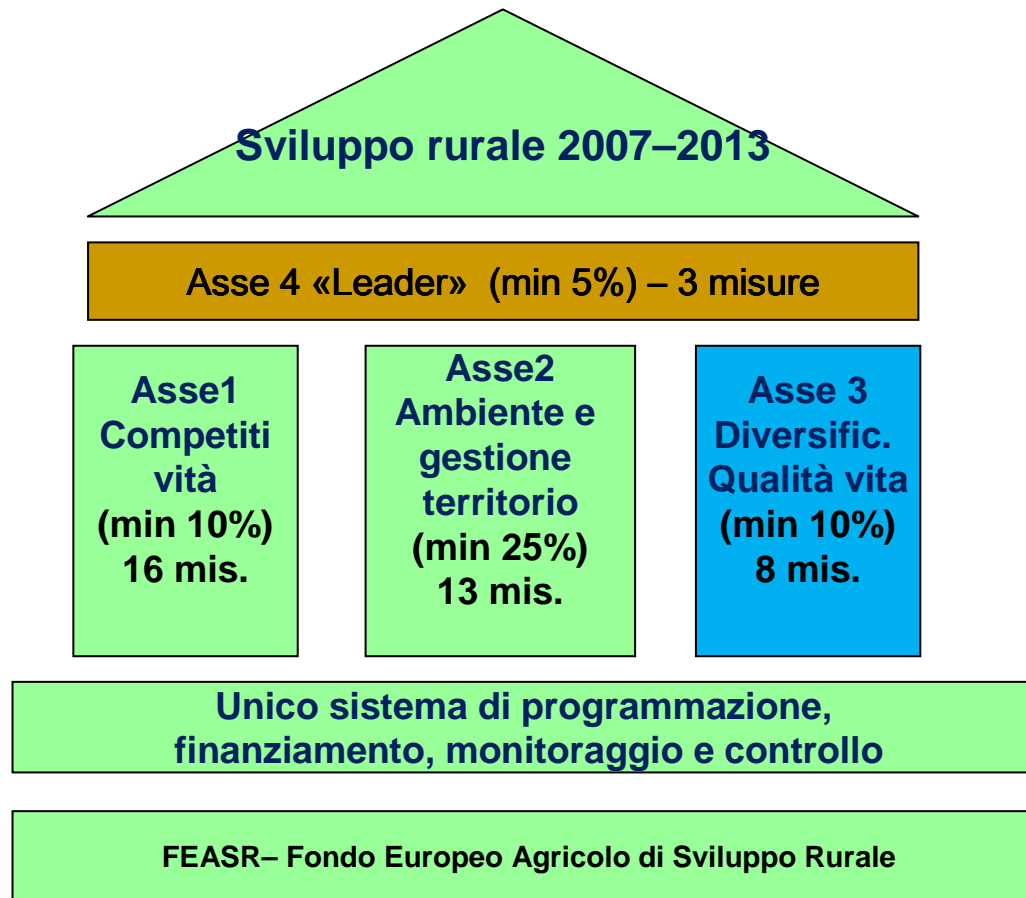 Sviluppo rurale 2007–2013
Asse 4 «Leader» (min 5%) – 3 misure
Asse1
Competiti
vità
(min 10%)
16 mis.
Asse2
Ambiente e
gestione
territorio
(min 25%)
13 mis.
Asse 3
Diversific.
Qualità vita
(min 10%)
8 mis.
Unico sistema di programmazione,
finanziamento, monitoraggio e controllo
FEASR– Fondo Europeo Agricolo di Sviluppo Rurale